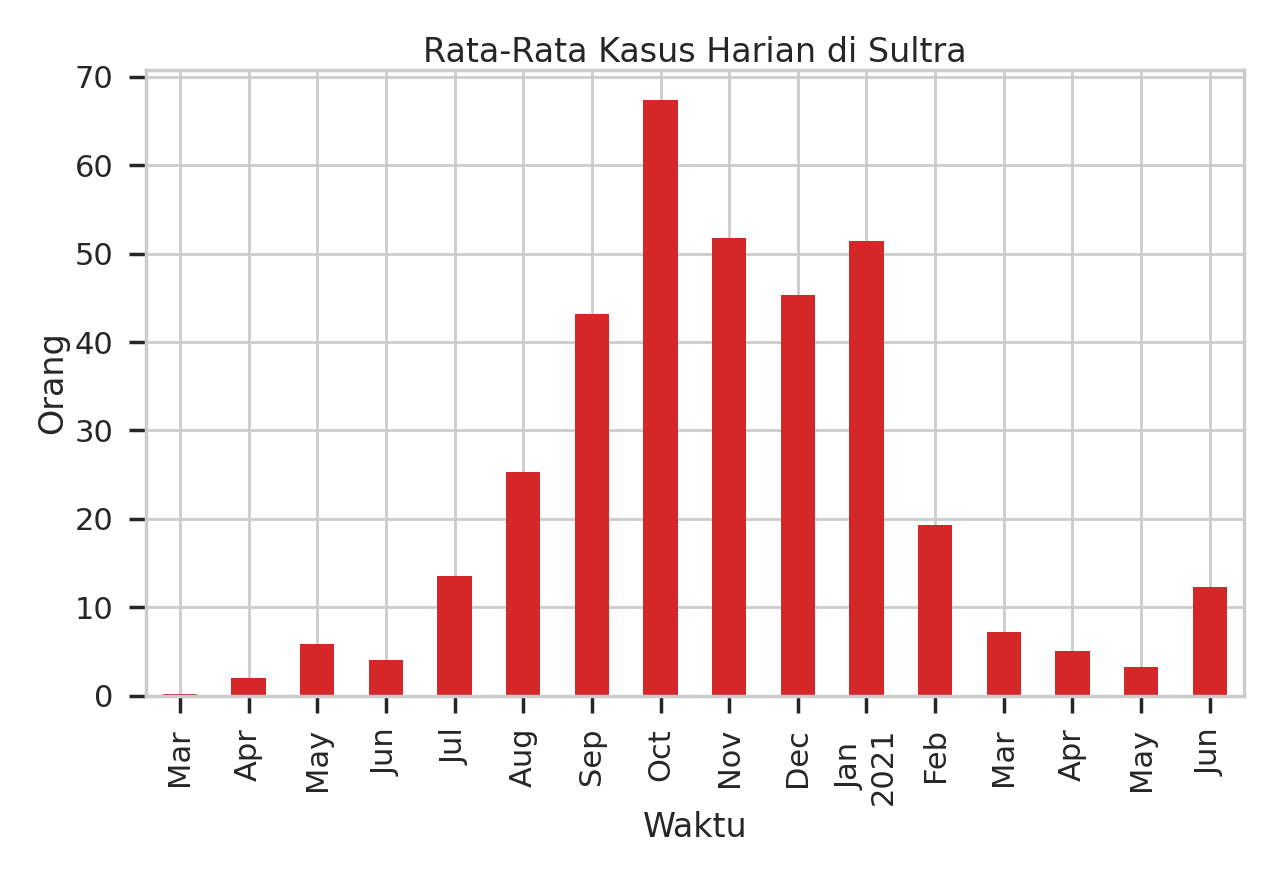 Rata-Rata Kasus Harian di Sultra
70
60
50
40
30
20
10
0
Orang
Mar
Apr
May
Jun
Jul
Aug
Sep
Oct
Nov
Dec
Jan
2021
Feb
Mar
Apr
May
Jun
Waktu